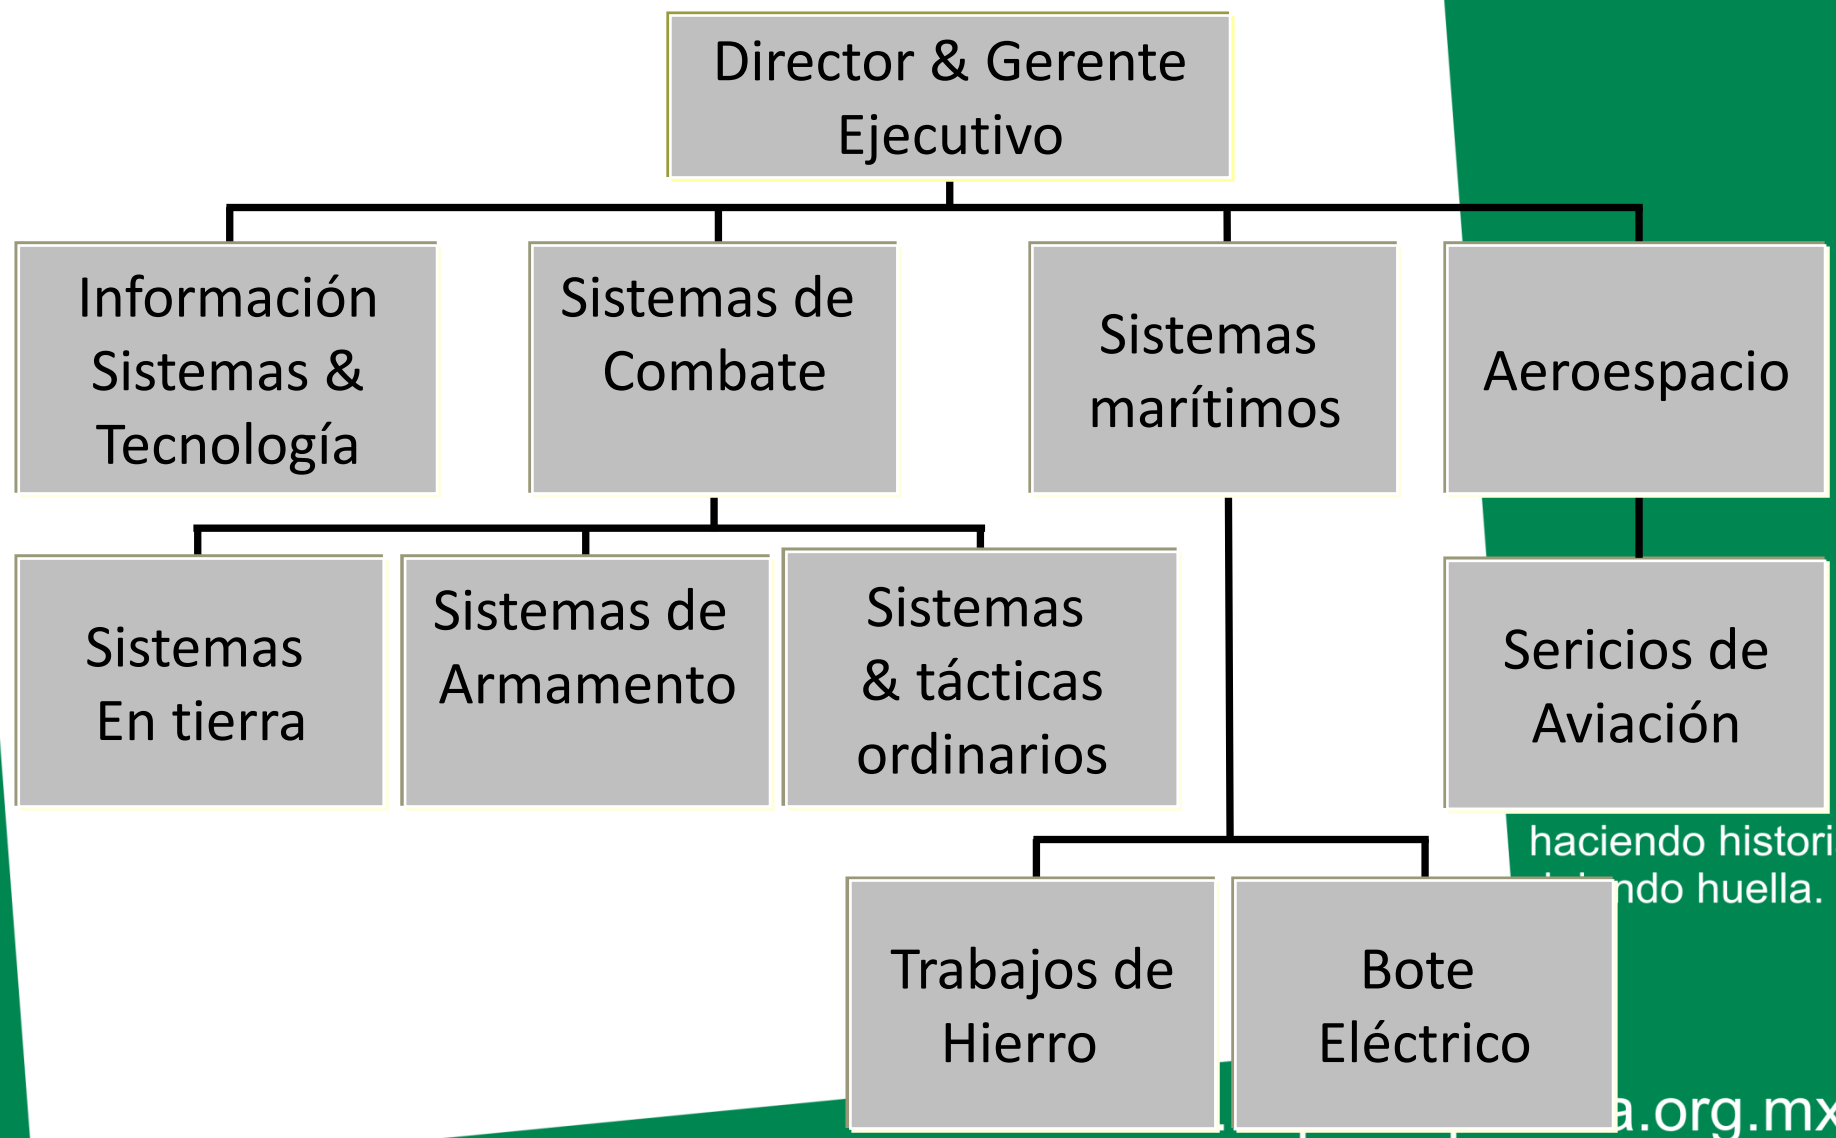 Director & Gerente
Ejecutivo
Información
Sistemas &
Tecnología
Sistemas de
Combate
Sistemas
marítimos
Aeroespacio
Sistemas
En tierra
Sistemas de
Armamento
Sistemas
& tácticas
ordinarios
Sericios de
Aviación
haciendo histori
ndo huella.
Trabajos de
Hierro
Bote
Eléctrico
a.org.mx